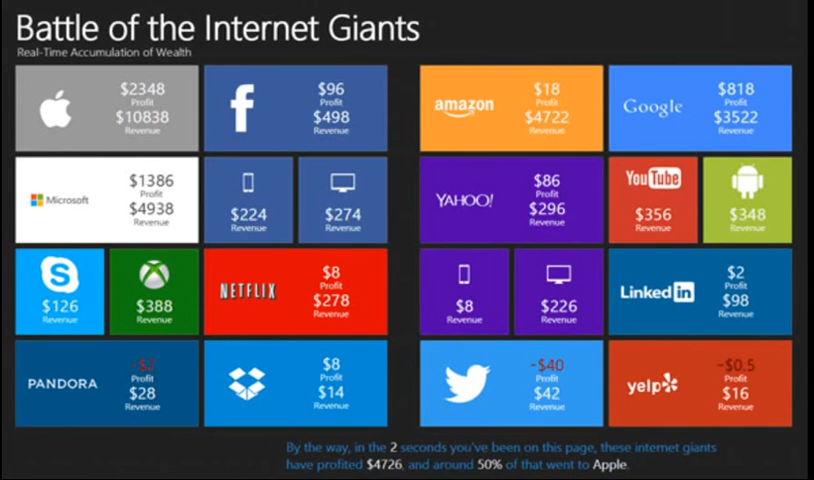 Battle of the Internet Giants
Real-Time Accumulation of Wealth
$2348
Profit
$10838
Revenue
$96
Profit
$498
Revenue
amazon
$18
Profit
$4722
Revenue
Google
$818
Profit
$3522
Revenue
Microsoft
$1386
Profit
$4938
Revenue
$224
Revenue
$274
Revenue
YAHOO!
$86
Profit
$296
Revenue
YouTube
$356
Revenue
$348
Revenue
$126
Revenue
$388
Revenue
NETFLIX
$8
Profit
$278
Revenue
$8
Revenue
$226
Revenue
Linked in
$2
Profit
$98
Revenue
PANDORA
Profit
$28
Revenue
$8
Profit
$14
Revenue
-$40
Profit
$42
Revenue
yelp
-$0.5
Profit
$16
Revenue
By the way, in the 2 seconds you've been on this page, these internet giants
have profited $4726, and around 50% of that went to Apple.